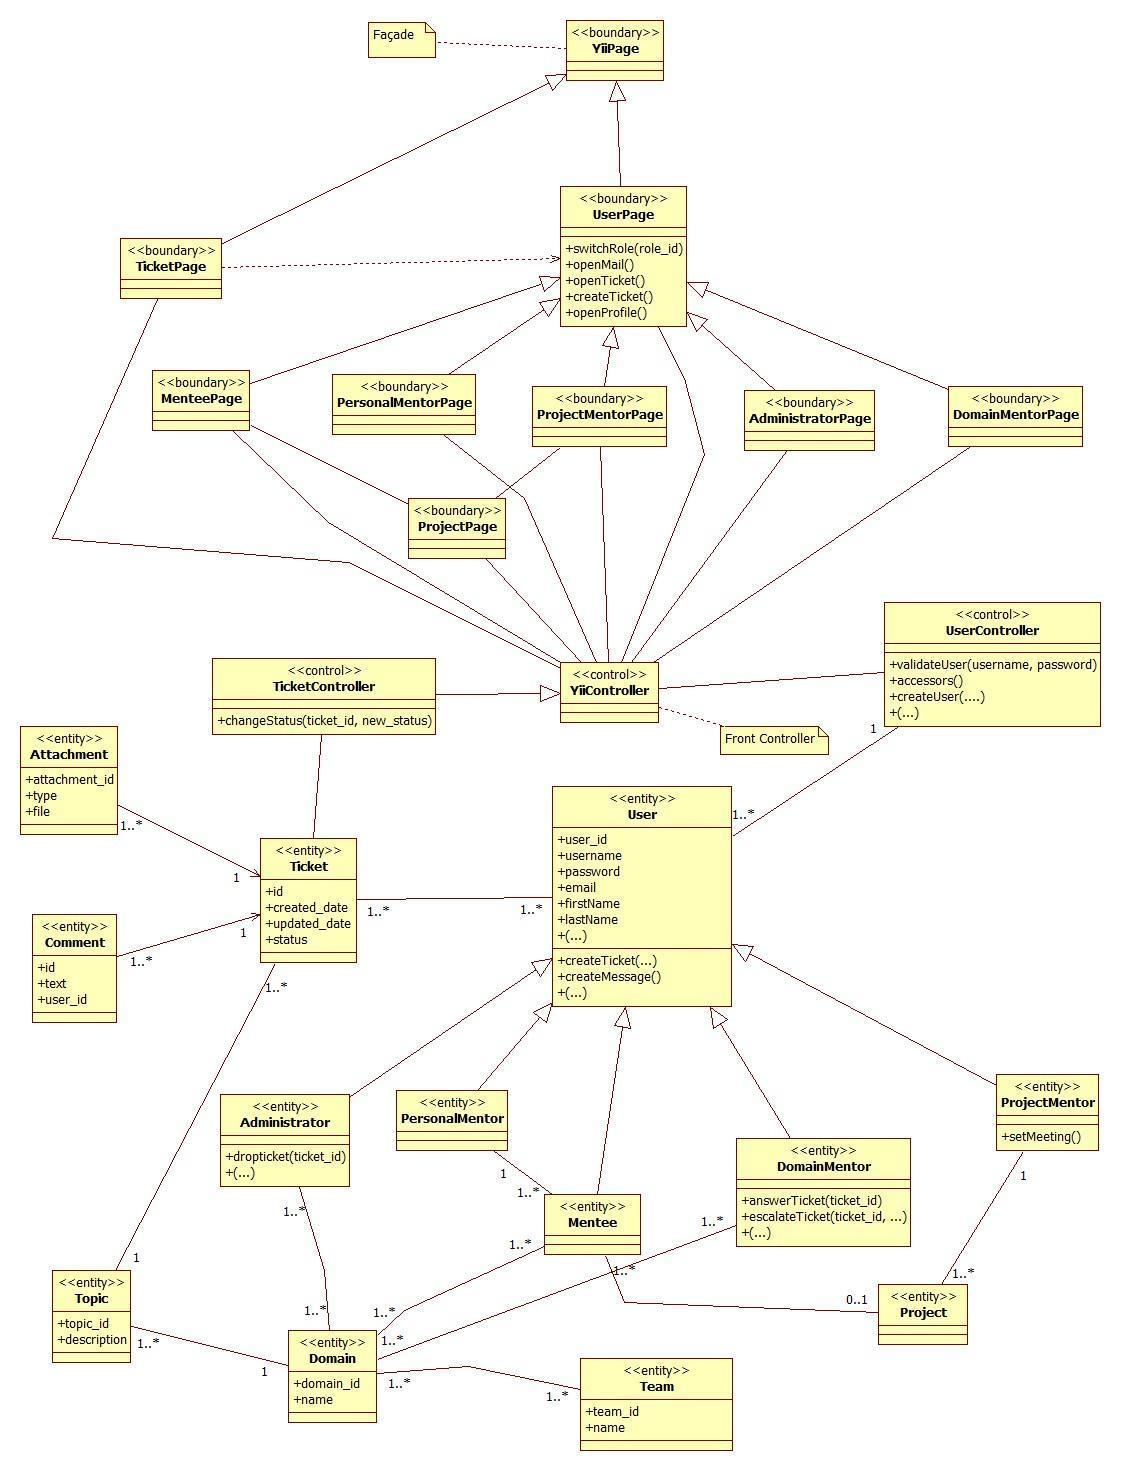 Façade
<<boundary>>
YiiPage
<<boundary>>
UserPage
+switchRole(role_id)
+openMail()
+openTicket()
+createTicket()
+openProfile()
<<boundary>>
TicketPage
<<boundary>>
MenteePage
<<boundary>>
PersonalMentorPage
<<boundary>>
ProjectMentorPage
<<boundary>>
AdministratorPage
<<boundary>>
DomainMentorPage
<<boundary>>
ProjectPage
<<control>>
UserController
+validateUser(username, password)
+accessors()
+createUser(....)
+(...)
<<control>>
TicketController
+changeStatus(ticket_id, new_status)
<<control>>
YiiController
Front Controller
1
1..*
<<entity>>
Attachment
+attachment_id
+type
+file
1..*
1
<<entity>>
User
+user_id
+username
+password
+email
+firstName
+lastName
+(...)
+createTicket(...)
+createMessage()
+(...)
<<entity>>
Ticket
+id
+created_date
+updated_date
+status
1..*
1..*
<<entity>>
Comment
+id
+text
+user_id
1..*
1
1..*
<<entity>>
Administrator
+dropticket(ticket_id)
+(...)
<<entity>>
PersonalMentor
<<entity>>
ProjectMentor
+setMeeting()
<<entity>>
DomainMentor
+answerTicket(ticket_id)
+escalateTicket(ticket_id, ...)
+(...)
1
1..*
<<entity>>
Mentee
1
1..*
1..*
1..*
1..*
1..*
0..1
<<entity>>
Project
1
<<entity>>
Topic
+topic_id
+description
1..*
1
1..*
1..*
1..*
<<entity>>
Domain
+domain_id
+name
1..*
1..*
<<entity>>
Team
+team_id
+name